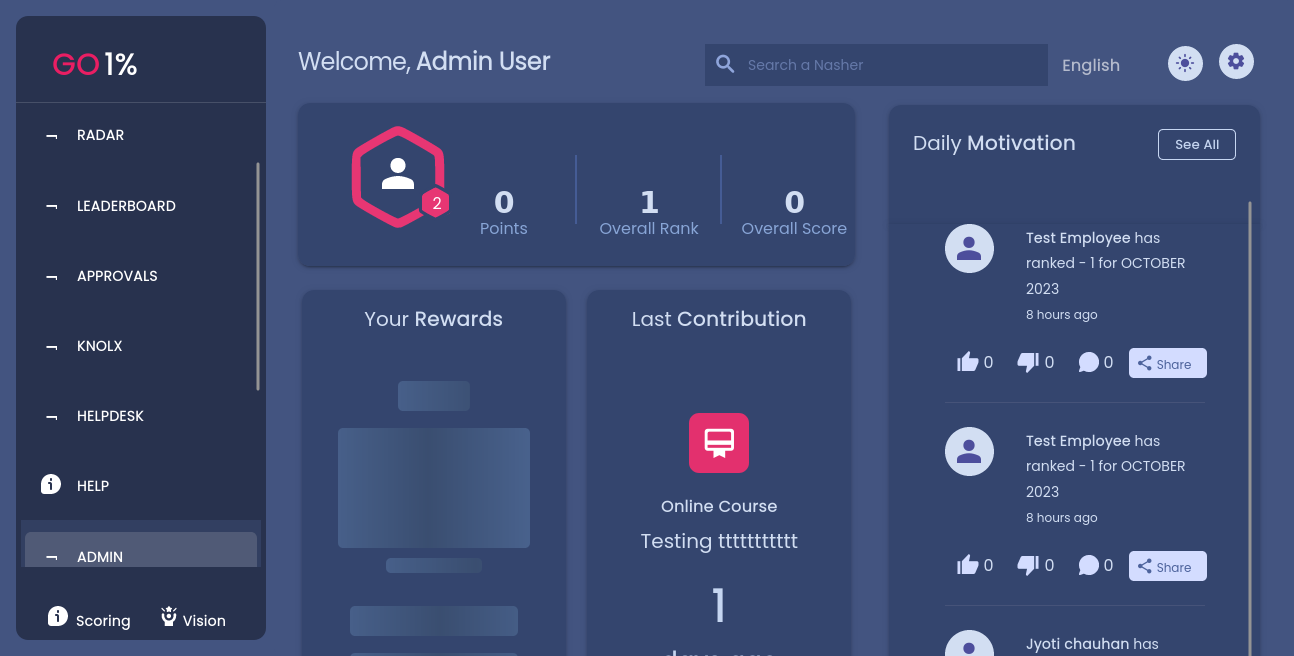 GO1%
RADAR
LEADERBOARD
APPROVALS
KNOLX
HELPDESK
HELP
ADMIN
Scoring
Vision
Welcome, Admin User
Search a Nasher
English
2
0
Points
1
Overall Rank
0
Overall Score
Your Rewards
Last Contribution
Online Course
Testing ttttttttttt
1
Daily Motivation
See All
Test Employee has
ranked - 1 for OCTOBER
2023
8 hours ago
0
0
0
Share
Test Employee has
ranked - 1 for OCTOBER
2023
8 hours ago
0
0
0
Share
Jyoti chauhan has